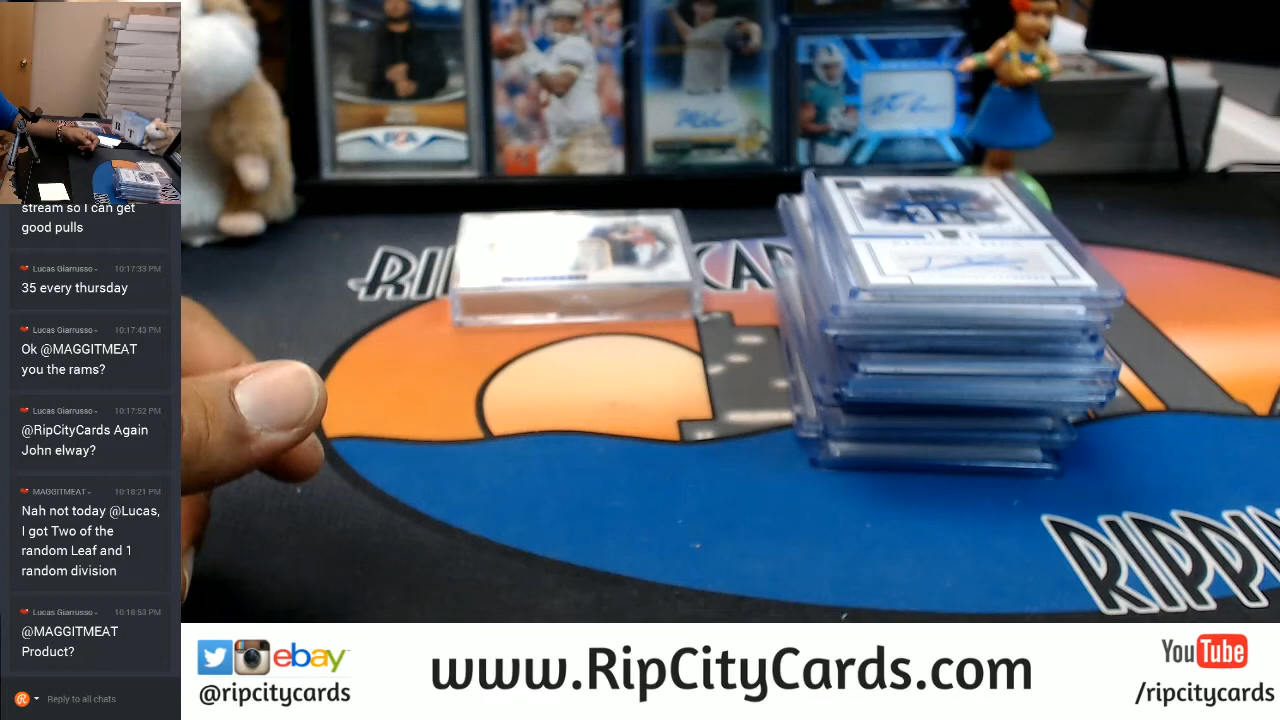 stream so I can get
good pulls
Lucas Giarrusso - 10:17:33 PM
35 every thursday
Lucas Giarrusso - 10:17:43 PM
Ok @MAGGITMEAT
you the rams?
Lucas Giarrusso - 10:17:52 PM
@RipCityCards Again
John elway?
MAGGITMEAT - 10:18:21 PM
Nah not today @Lucas,
I got Two of the
random Leaf and 1
random division
Lucas Giarrusso - 10:18:53 PM
@MAGGITMEAT
Product?
Reply to all chats
RIPPIN
ebay
@ripcitycards
www.RipCityCards.com
YouTube
/ripcitycards